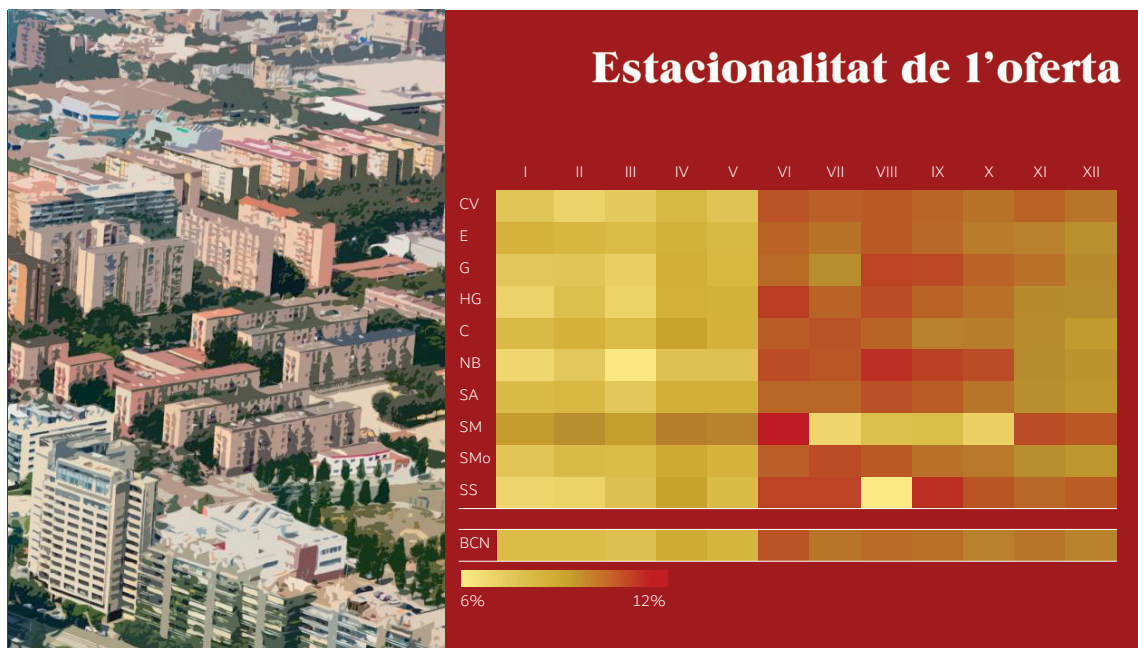 Estacionalitat de l'oferta
I II III IV V VI VII VIII IX X XI XII
CV
E
G
HG
C
NB
SA
SM
SMo
SS
BCN
6% 12%